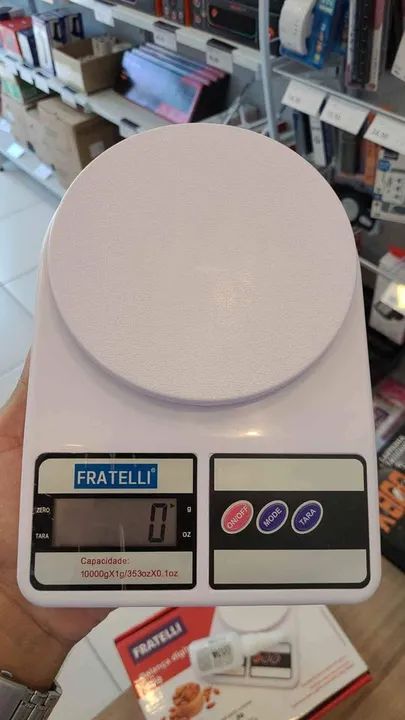 FRATELLI®
ZERO
0
g
TARA
OZ
Capacidade:
10000gX1g/353ozX0.1oz
ON/OFF
MODE
TARA
FRATELLI